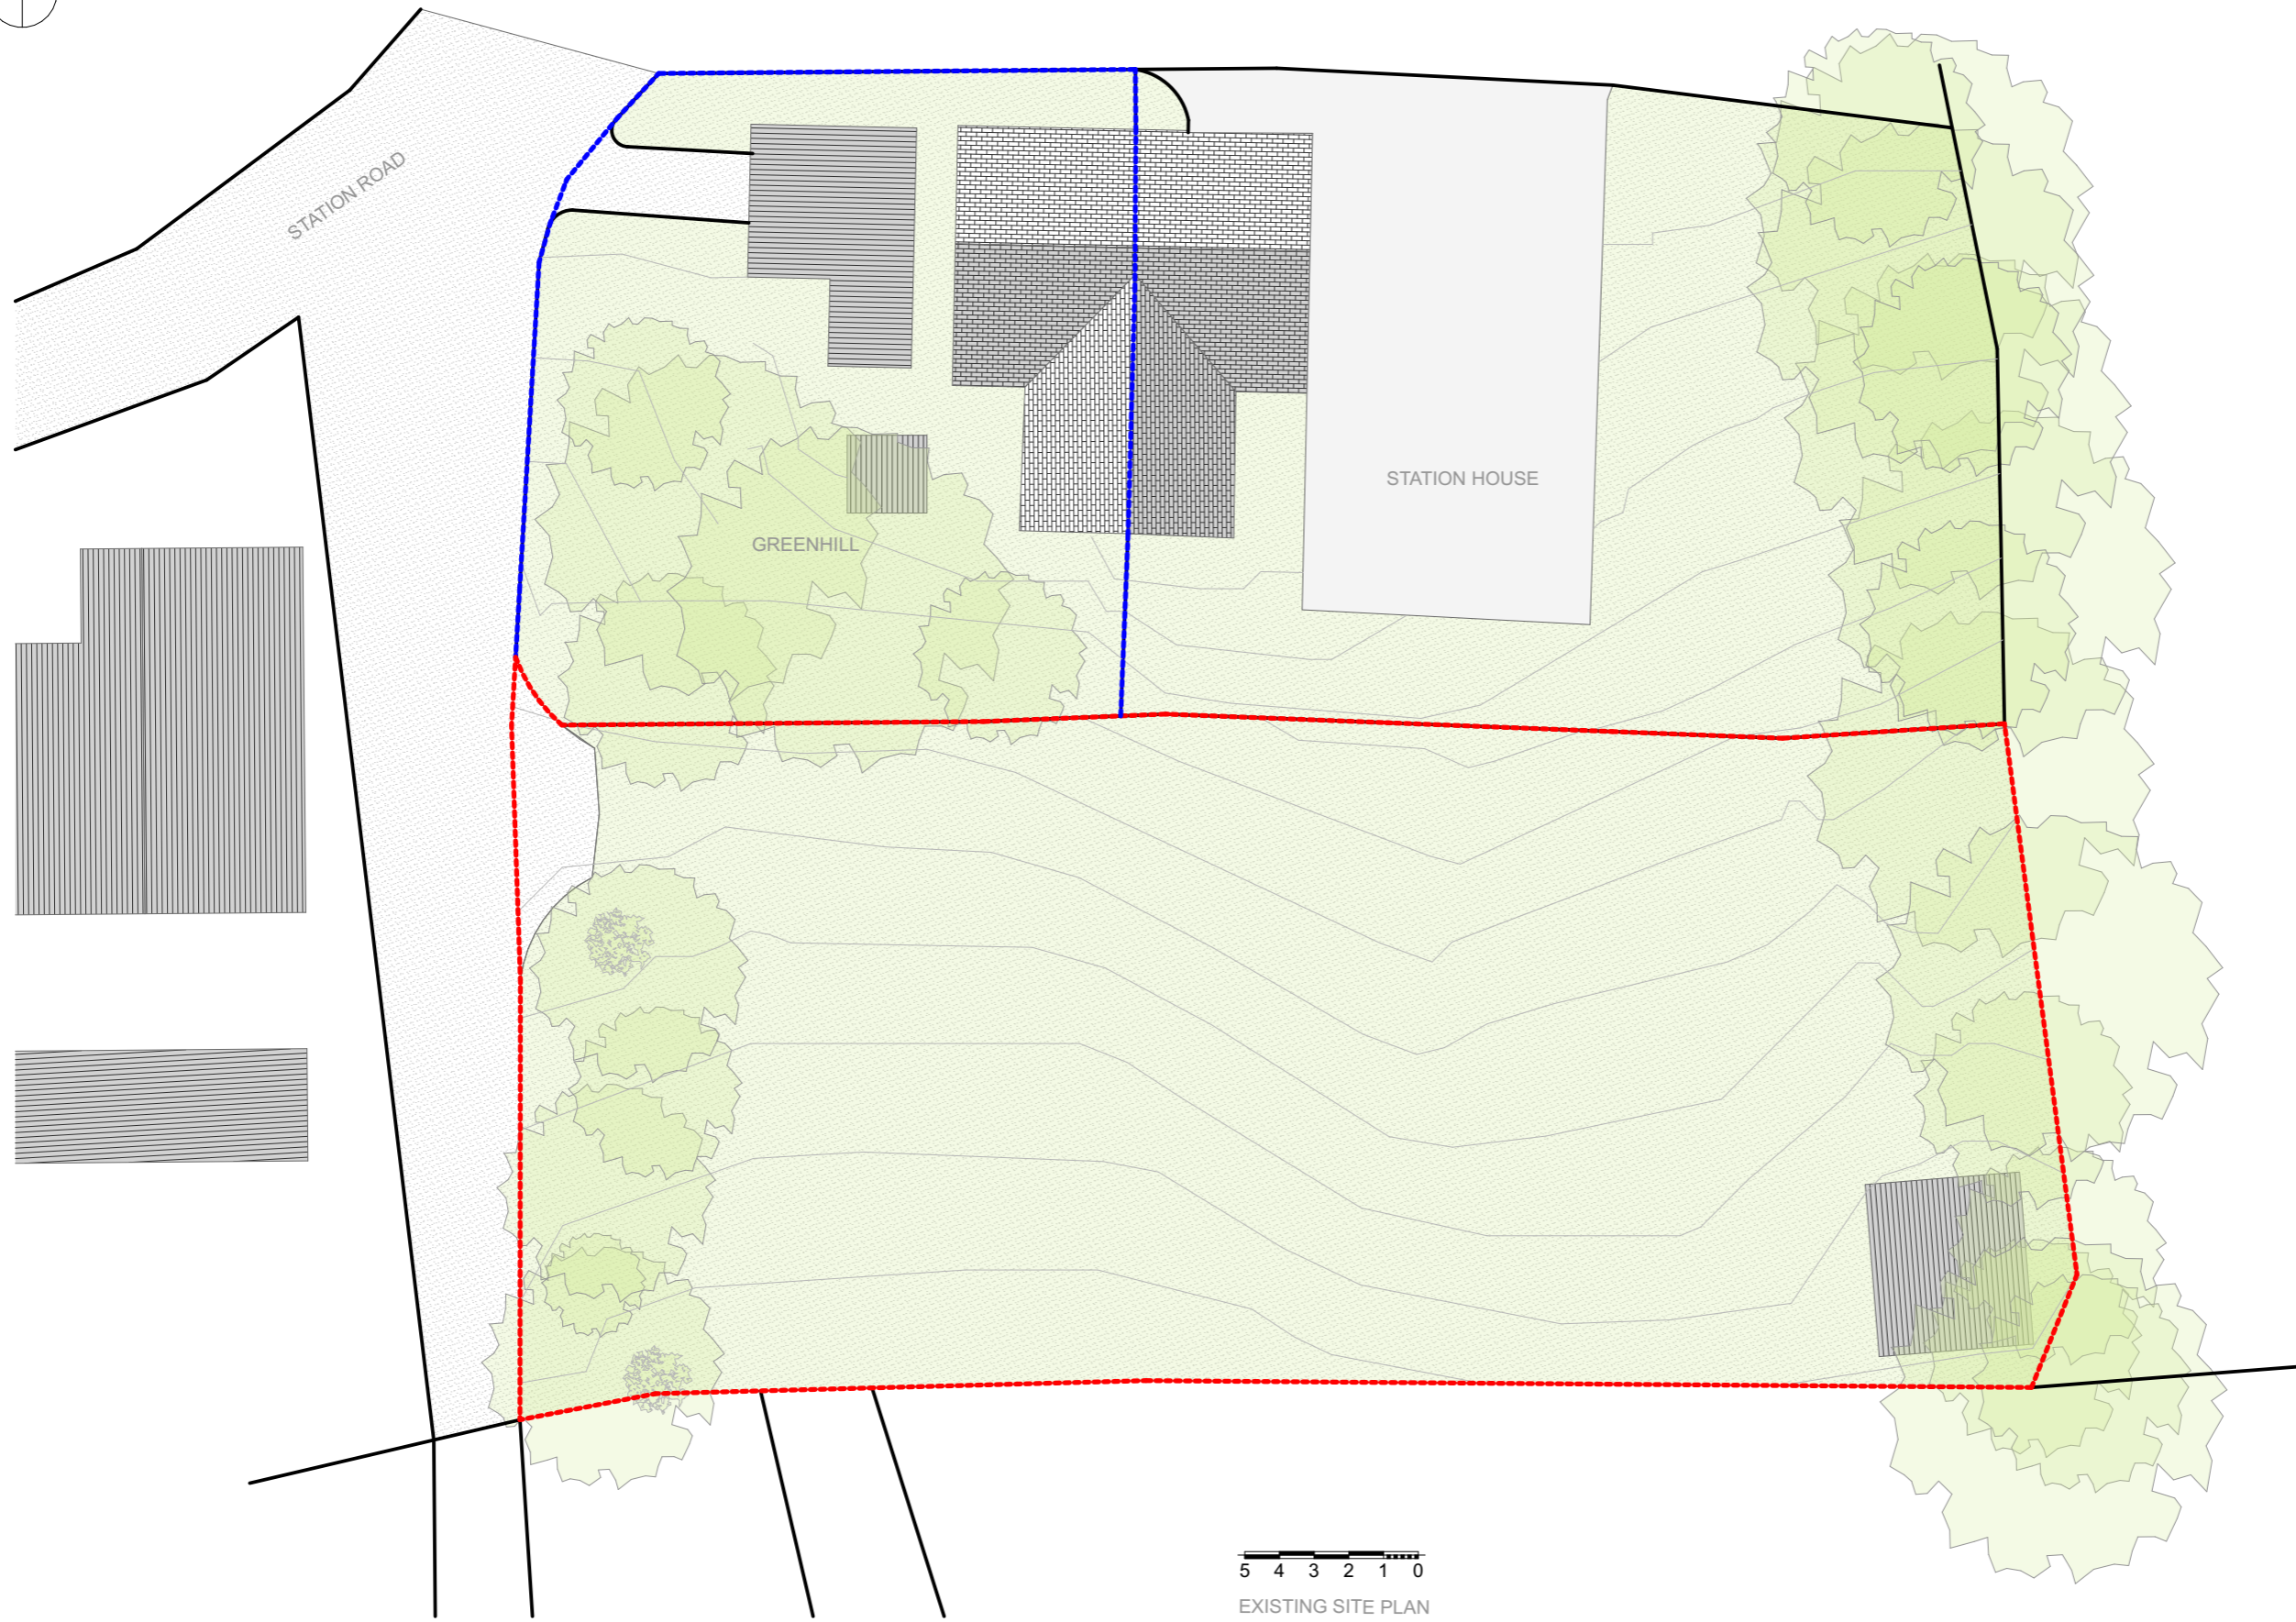 STATION ROAD
STATION HOUSE
GREENHILL
5 4 3 2 1 0
EXISTING SITE PLAN